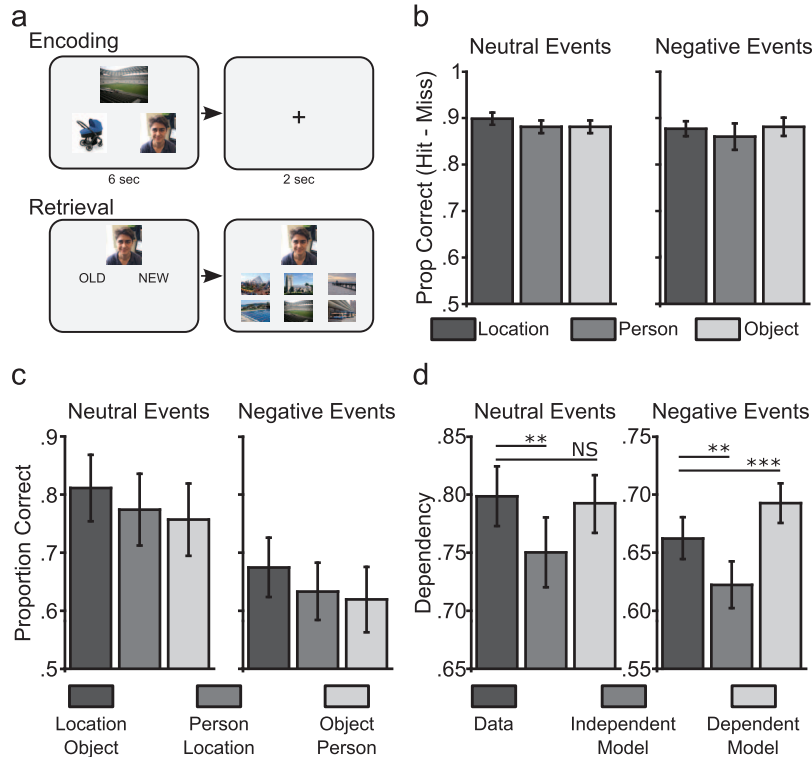 a
Encoding
+
6 sec
2 sec
Retrieval
OLD NEW
b
Neutral Events Negative Events
Prop Correct (Hit - Miss)
1
.9
.8
.7
.6
.5
Location Person Object
c
Neutral Events Negative Events
Proportion Correct
.9
.8
.7
.6
.5
Location Object
Person Location
Object Person
d
Neutral Events Negative Events
Dependency
.85
.80
.75
.70
.65
**
NS
.75
.70
.65
.60
.55
**
***
Data
Independent Model
Dependent Model